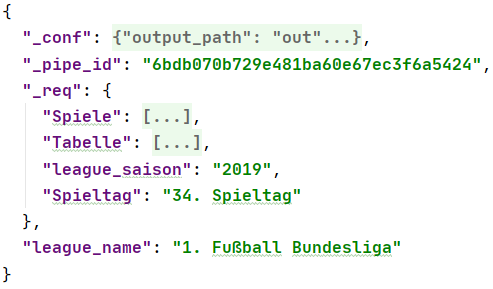 {
  "_conf": {"output_path": "out"...},
  "_pipe_id": "6bdb070b729e481ba60e67ec3f6a5424",
  "_req": {
    "Spiele": [...],
    "Tabelle": [...],
    "league_saison": "2019",
    "Spieltag": "34. Spieltag"
  },
  "league_name": "1. Fußball Bundesliga"
}